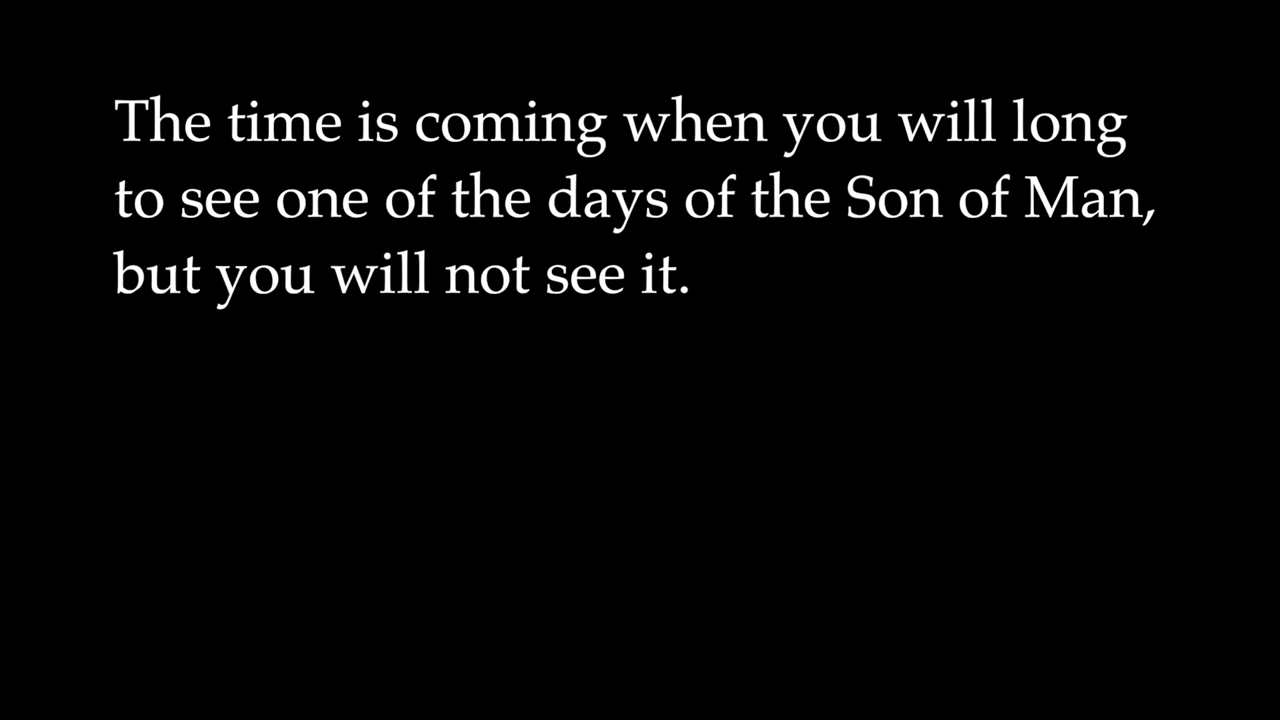 The time is coming when you will long
to see one of the days of the Son of Man,
but you will not see it.